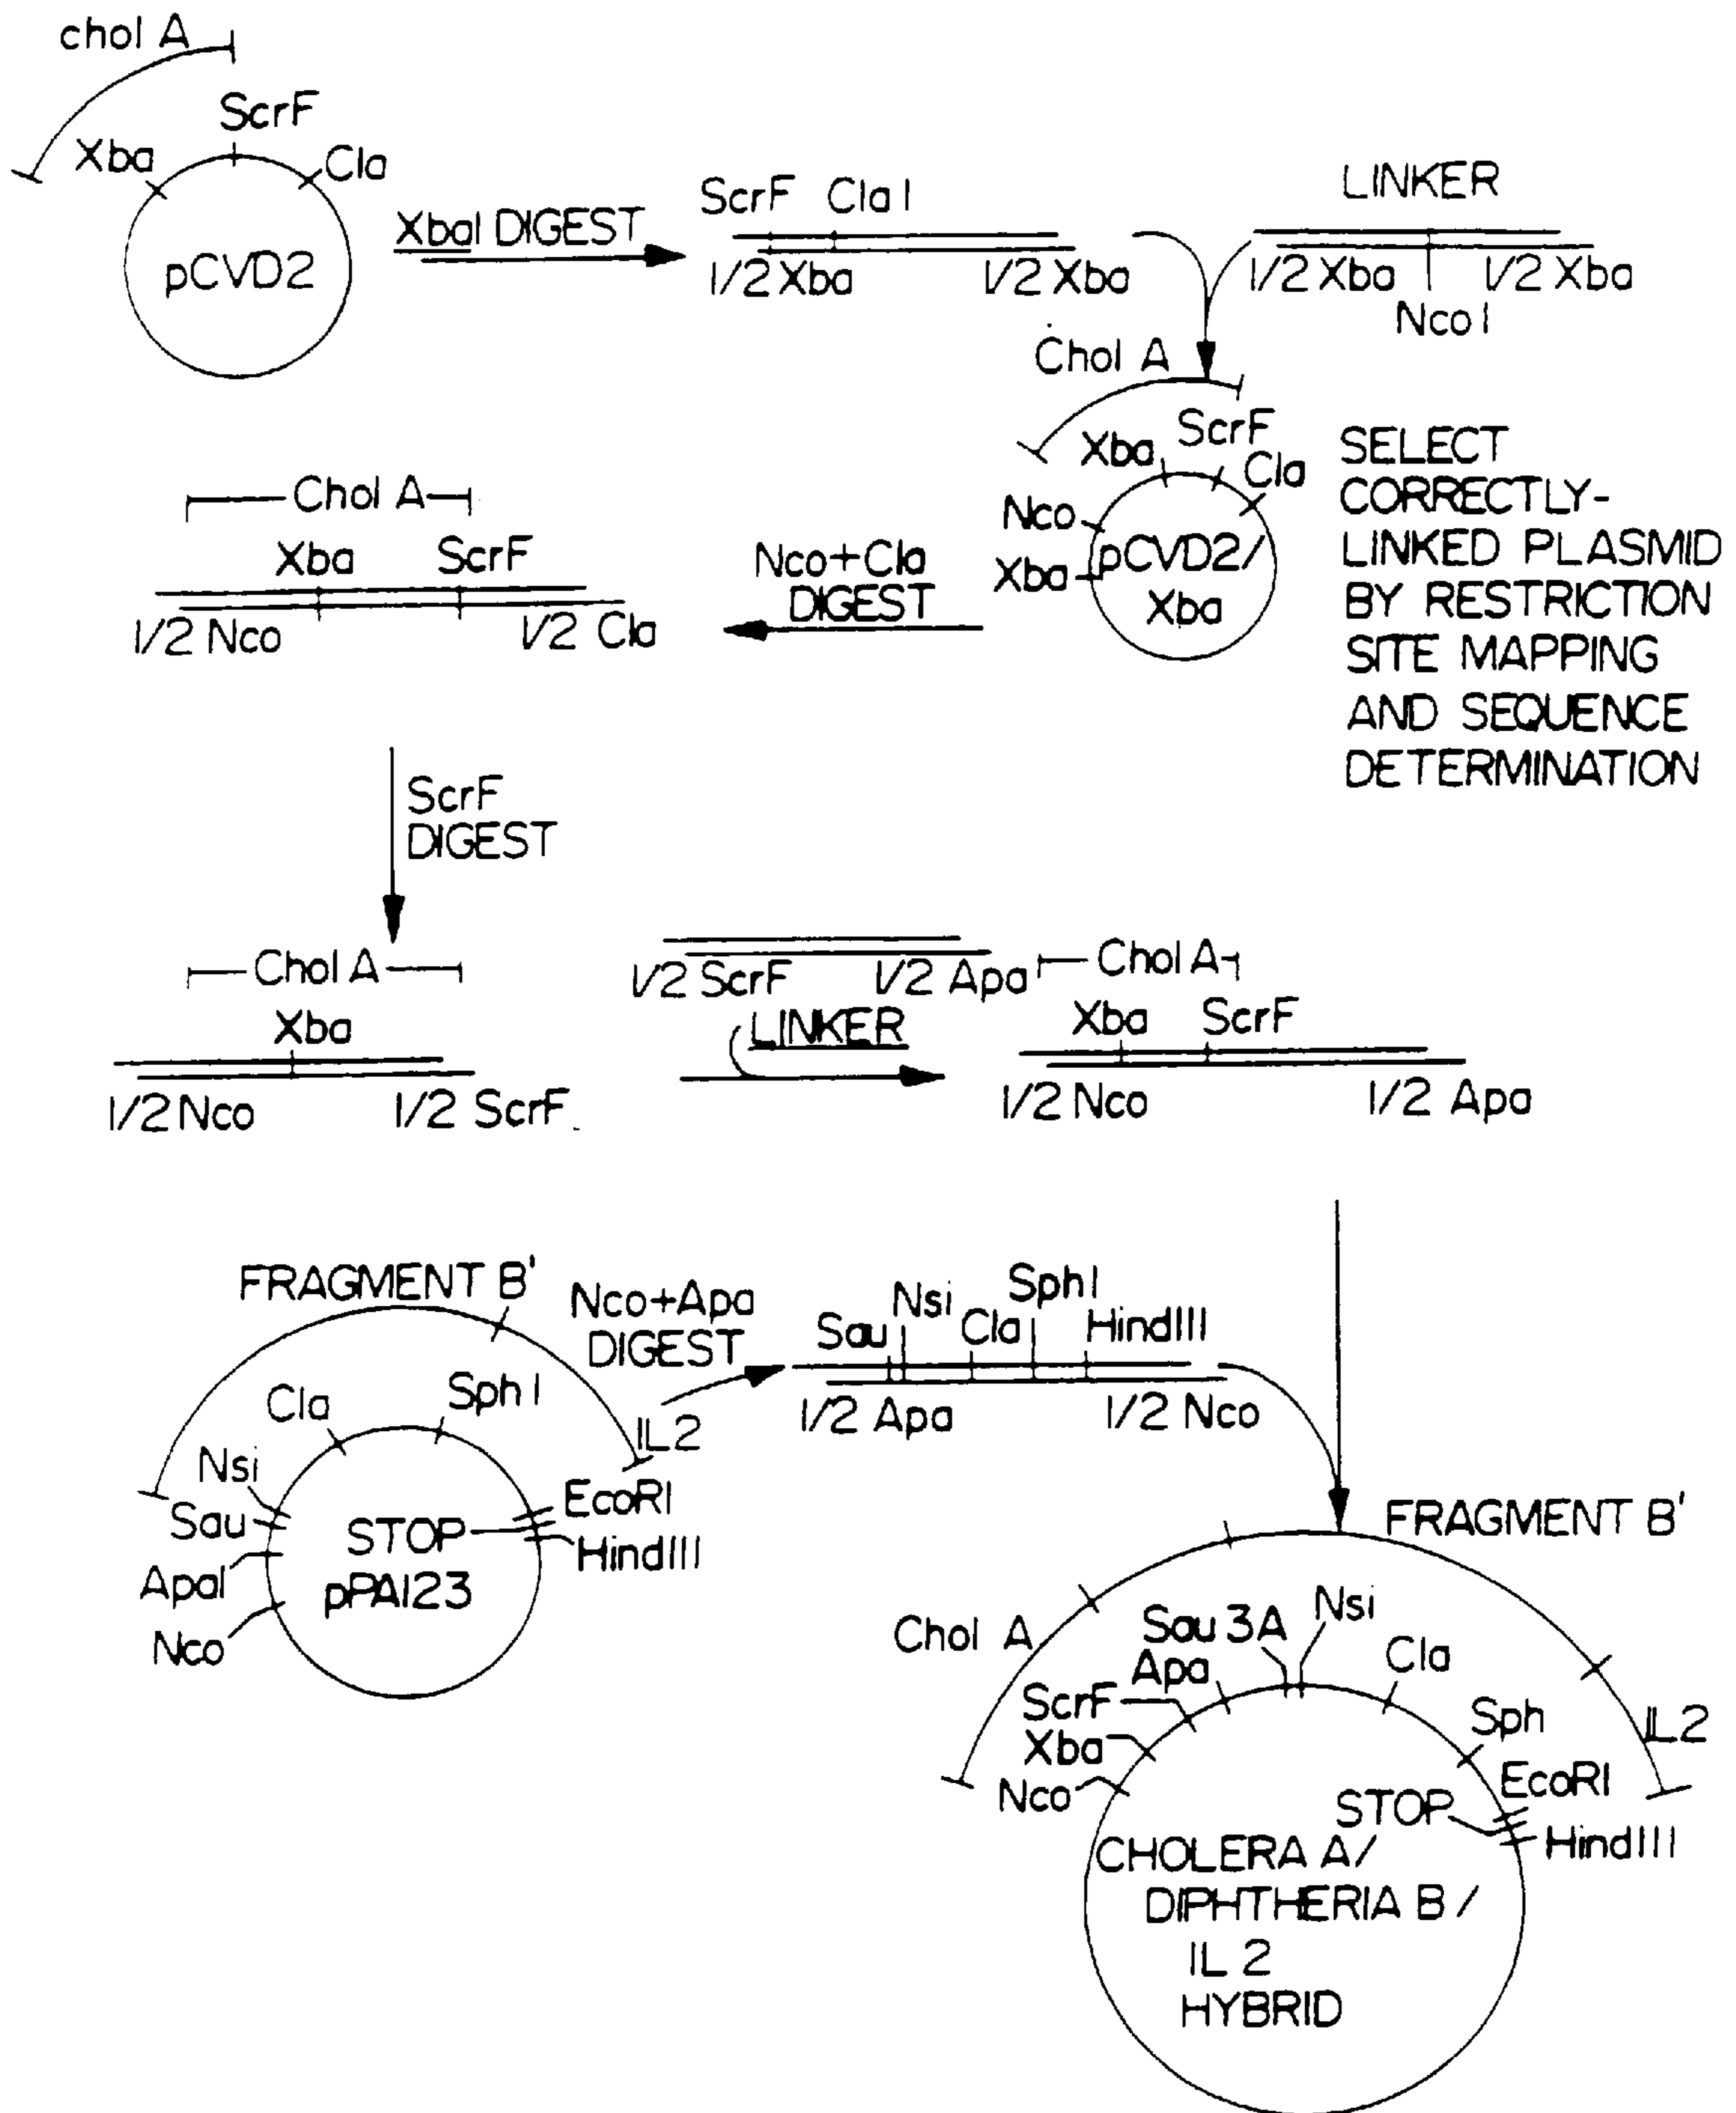 chol A
ScrF
Xba
Cla
pCVD2
XbaI DIGEST
ScrF ClaI
1/2 Xba 1/2 Xba
LINKER
1/2 Xba 1/2 Xba
NcoI
Chol A
Xba ScrF
Cla
Nco
Xba
pCVD2/
Xba
SELECT
CORRECTLY-
LINKED PLASMID
BY RESTRICTION
SITE MAPPING
AND SEQUENCE
DETERMINATION
Nco+Cla
DIGEST
Chol A
Xba ScrF
1/2 Nco 1/2 Cla
ScrF
DIGEST
Chol A
Xba
1/2 Nco 1/2 ScrF
1/2 ScrF 1/2 Apa
LINKER
Chol A
Xba ScrF
1/2 Nco 1/2 Apa
FRAGMENT B'
IL2
Cla
SphI
Nsi
Sau
ApaI
Nco
EcoRI
STOP
HindIII
pPA123
Nco+Apa
DIGEST
Sau Nsi Cla SphI HindIII
1/2 Apa 1/2 Nco
FRAGMENT B'
Chol A
IL2
Sau 3A
Nsi
Apa
Cla
ScrF
Xba
Nco
Sph
EcoRI
STOP
HindIII
CHOLERA A/
DIPHTHERIA B/
IL 2
HYBRID